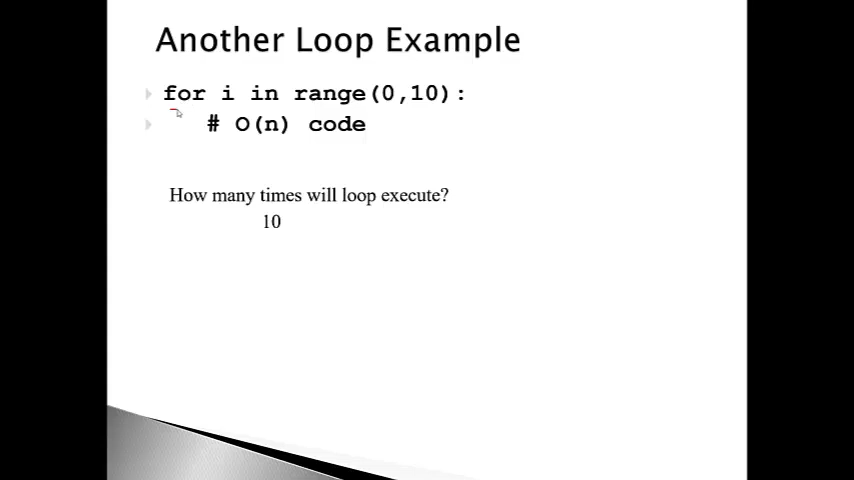 Another Loop Example
for i in range(0,10):
# O(n) code
How many times will loop execute?
10